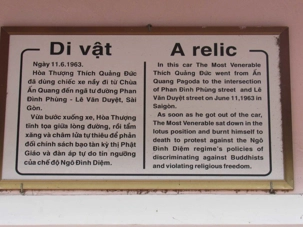 Di vật
Ngày 11.6.1963.
Hòa Thượng Thích Quảng Đức
đã dùng chiếc xe nầy đi từ Chùa
Ấn Quang đến ngã tư đường Phan
Đình Phùng - Lê Văn Duyệt, Sài
Gòn.
Vừa bước xuống xe, Hòa Thượng
tĩnh tọa giữa lòng đường, rồi tẩm
xăng và châm lửa tự thiêu để phản
đối chính sách bạo tàn kỳ thị Phật
Giáo và đàn áp tự do tín ngưỡng
của chế độ Ngô Đình Diệm.
A relic
In this car The Most Venerable
Thích Quảng Đức went from Ấn
Quang Pagoda to the intersection
of Phan Đình Phùng street and Lê
Văn Duyệt street on June 11,1963 in
Saigòn.
As soon as he got out of the car,
The Most Venerable sat down in the
lotus position and burnt himself to
death to protest against the Ngô
Đình Diệm regime's policies of
discriminating against Buddhists
and violating religious freedom.